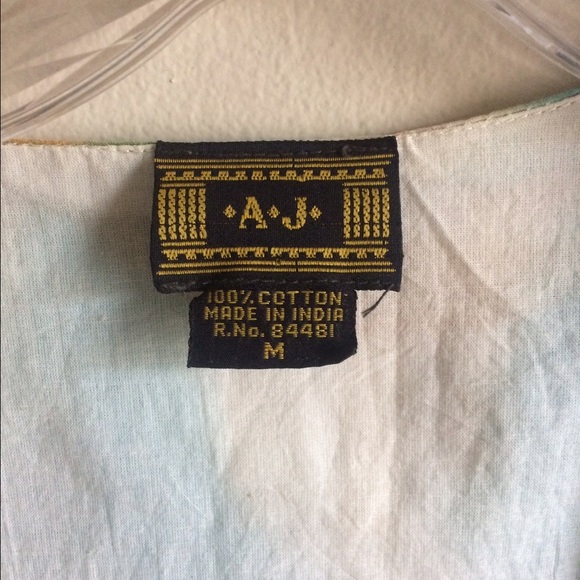 ·A·J·
100% COTTON
MADE IN INDIA
R.No. 84481
M